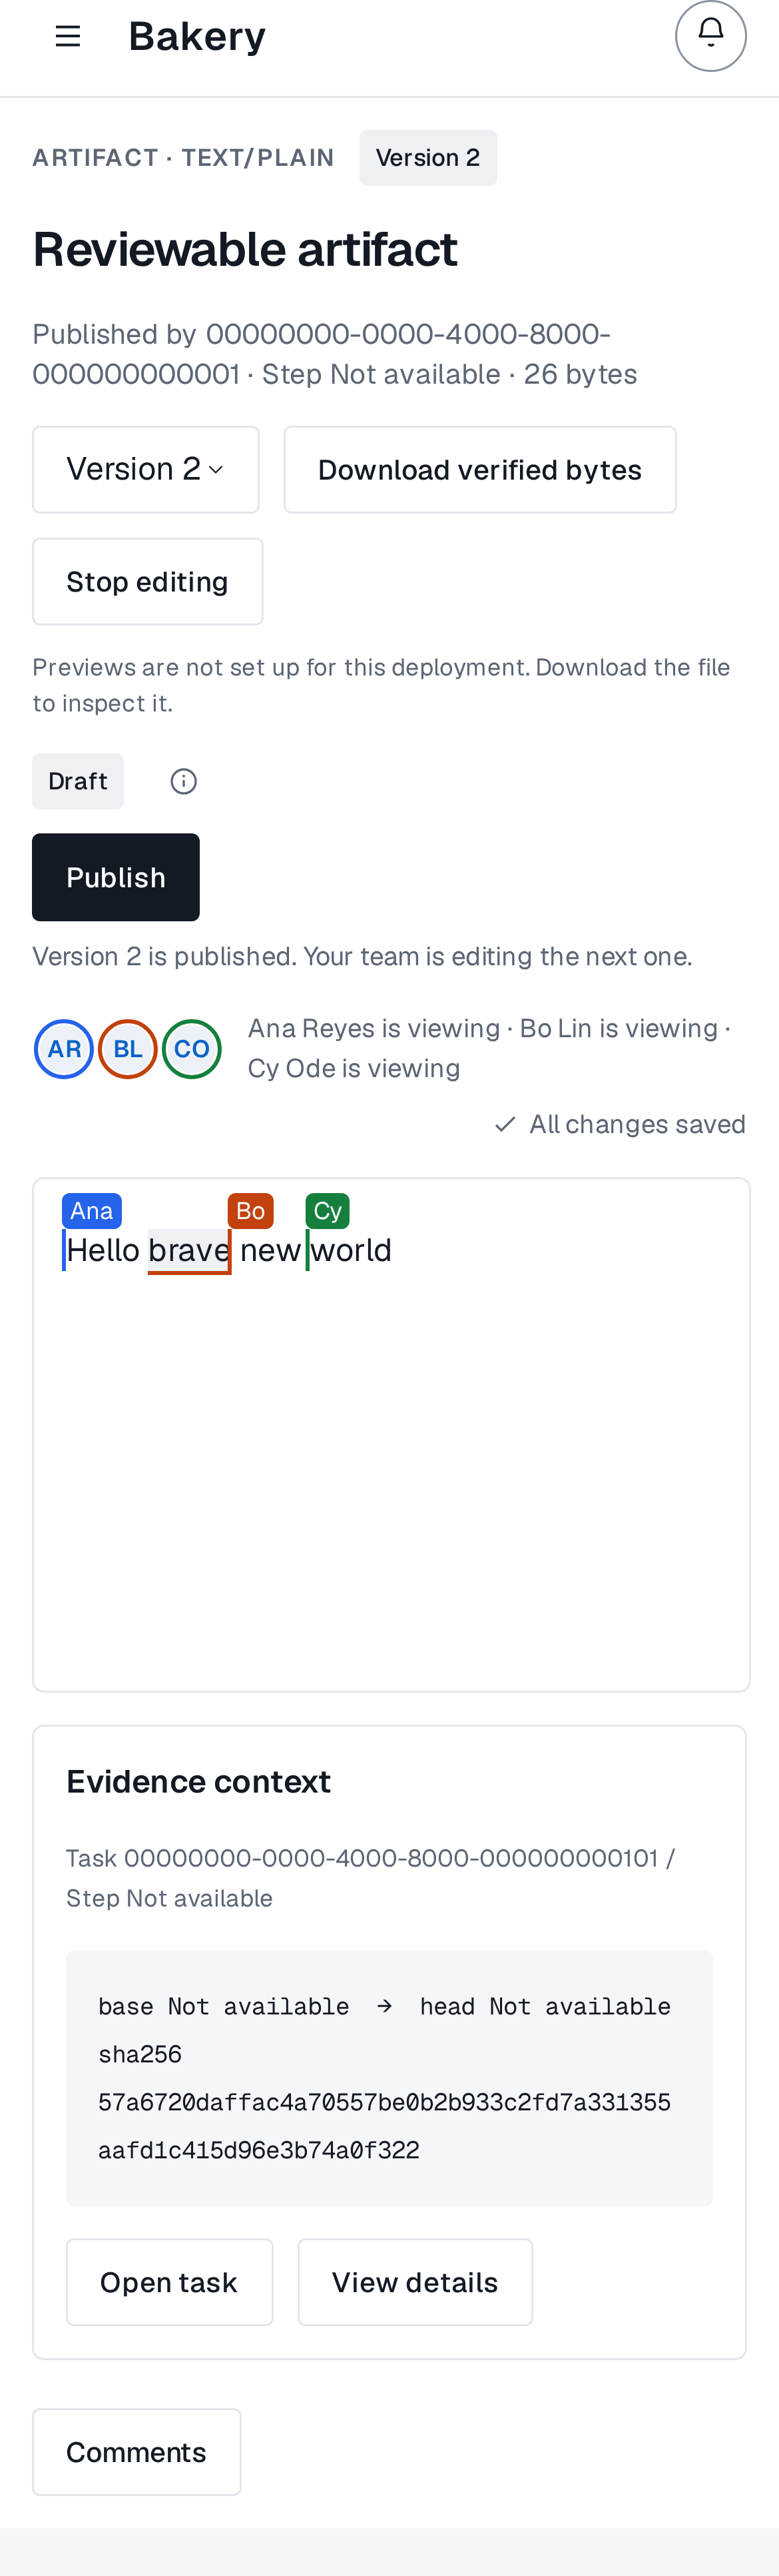 Bakery
ARTIFACT · TEXT/PLAIN Version 2
Reviewable artifact
Published by 00000000-0000-4000-8000-
000000000001 · Step Not available · 26 bytes
Version 2 Download verified bytes
Stop editing
Previews are not set up for this deployment. Download the file
to inspect it.
Draft
Publish
Version 2 is published. Your team is editing the next one.
AR BL CO Ana Reyes is viewing · Bo Lin is viewing ·
Cy Ode is viewing
All changes saved
Ana Bo Cy
Hello brave new world
Evidence context
Task 00000000-0000-4000-8000-000000000101 /
Step Not available
base Not available → head Not available
sha256
57a6720daffac4a70557be0b2b933c2fd7a331355
aafd1c415d96e3b74a0f322
Open task View details
Comments